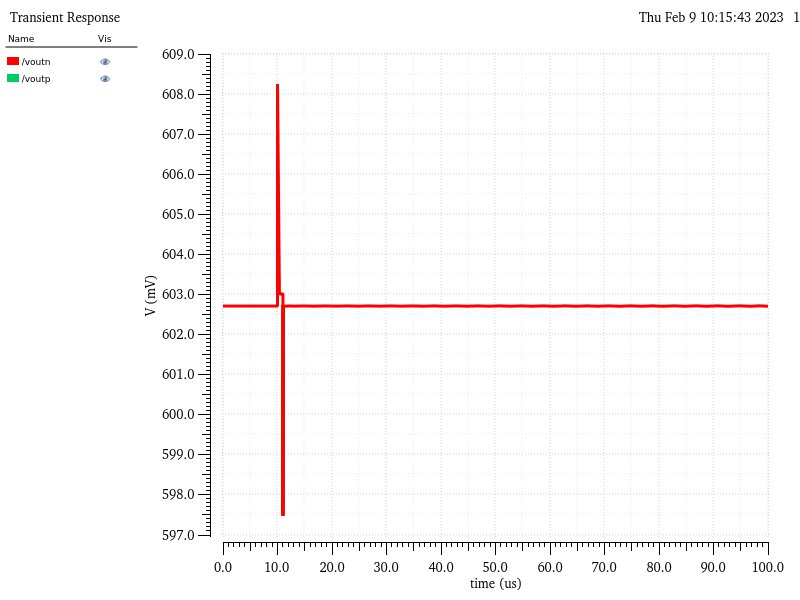 Transient Response
Thu Feb 9 10:15:43 2023 1
Name Vis
/voutn
/voutp
609.0
608.0
607.0
606.0
605.0
604.0
603.0
602.0
601.0
600.0
599.0
598.0
597.0
V (mV)
0.0 10.0 20.0 30.0 40.0 50.0 60.0 70.0 80.0 90.0 100.0
time (us)